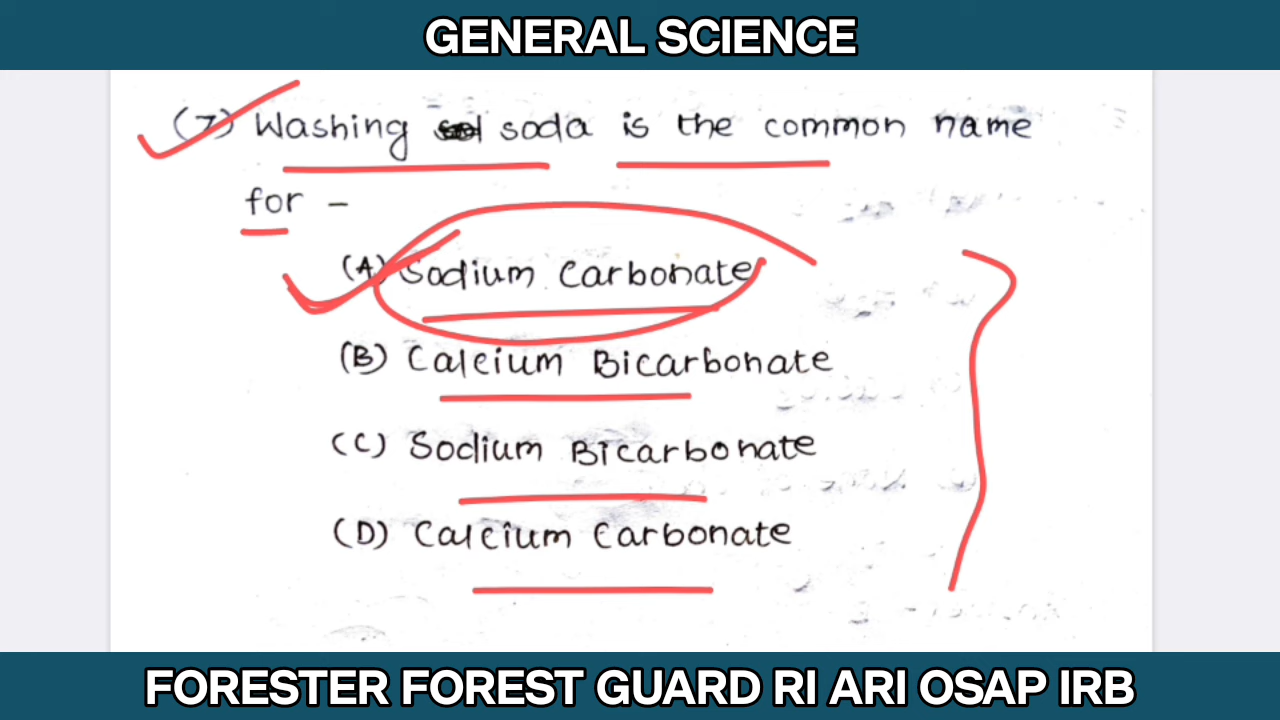 GENERAL SCIENCE
(7) Washing soda is the common name
for -
(A) Sodium Carbonate
(B) Calcium Bicarbonate
(C) Sodium Bicarbonate
(D) Calcium Carbonate
FORESTER FOREST GUARD RI ARI OSAP IRB